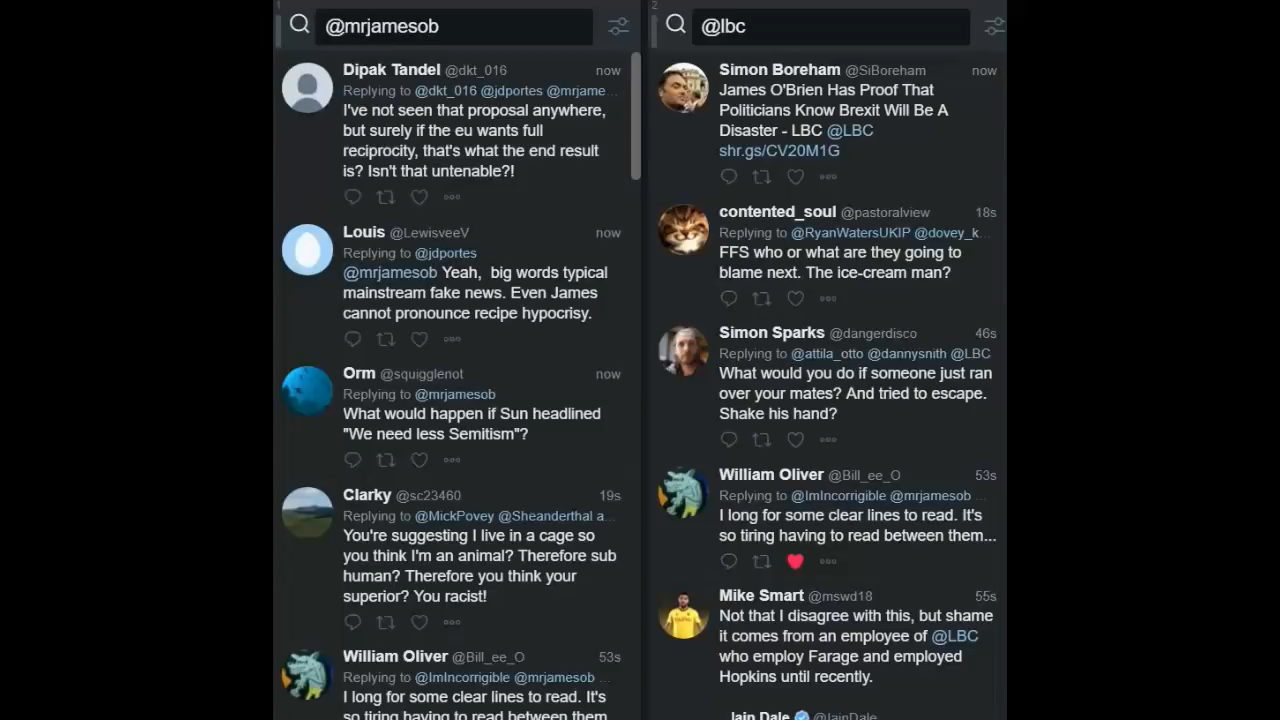 1
@mrjamesob
Dipak Tandel @dkt_016 now
Replying to @dkt_016 @jdportes @mrjame...
I've not seen that proposal anywhere,
but surely if the eu wants full
reciprocity, that's what the end result
is? Isn't that untenable?!
Louis @LewisveeV now
Replying to @jdportes
@mrjamesob Yeah, big words typical
mainstream fake news. Even James
cannot pronounce recipe hypocrisy.
Orm @squigglenot now
Replying to @mrjamesob
What would happen if Sun headlined
"We need less Semitism"?
Clarky @sc23460 19s
Replying to @MickPovey @Sheanderthal a...
You're suggesting I live in a cage so
you think I'm an animal? Therefore sub
human? Therefore you think your
superior? You racist!
William Oliver @Bill_ee_O 53s
Replying to @ImIncorrigible @mrjamesob ...
I long for some clear lines to read. It's
so tiring having to read between them...
2
@lbc
Simon Boreham @SiBoreham now
James O'Brien Has Proof That
Politicians Know Brexit Will Be A
Disaster - LBC @LBC
shr.gs/CV20M1G
contented_soul @pastoralview 18s
Replying to @RyanWatersUKIP @dovey_k...
FFS who or what are they going to
blame next. The ice-cream man?
Simon Sparks @dangerdisco 46s
Replying to @attila_otto @dannysnith @LBC
What would you do if someone just ran
over your mates? And tried to escape.
Shake his hand?
William Oliver @Bill_ee_O 53s
Replying to @ImIncorrigible @mrjamesob ...
I long for some clear lines to read. It's
so tiring having to read between them...
Mike Smart @mswd18 55s
Not that I disagree with this, but shame
it comes from an employee of @LBC
who employ Farage and employed
Hopkins until recently.
Iain Dale @IainDale